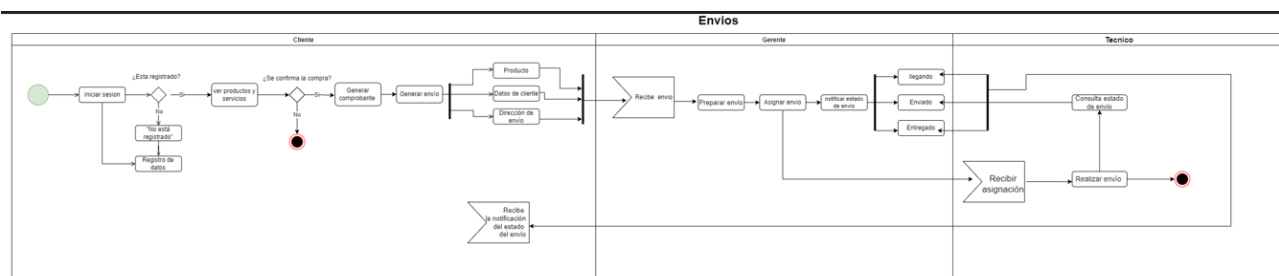 Envios
Cliente
Gerente
Tecnico
¿Esta registrado?
Iniciar sesion
Si
No
"No está
registrado"
Registro de
datos
ver productos y
servicios
¿Se confirma la compra?
Si
No
Generar
comprobante
Generar envío
Producto
Datos de cliente
Dirección de
envío
Recibe envio
Preparar envío
Asignar envío
notificar estado
de envio
llegando
Enviado
Entregado
Consulta estado
de envío
Recibir
asignación
Realizar envío
Recibe
la notificación
del estado
del envío